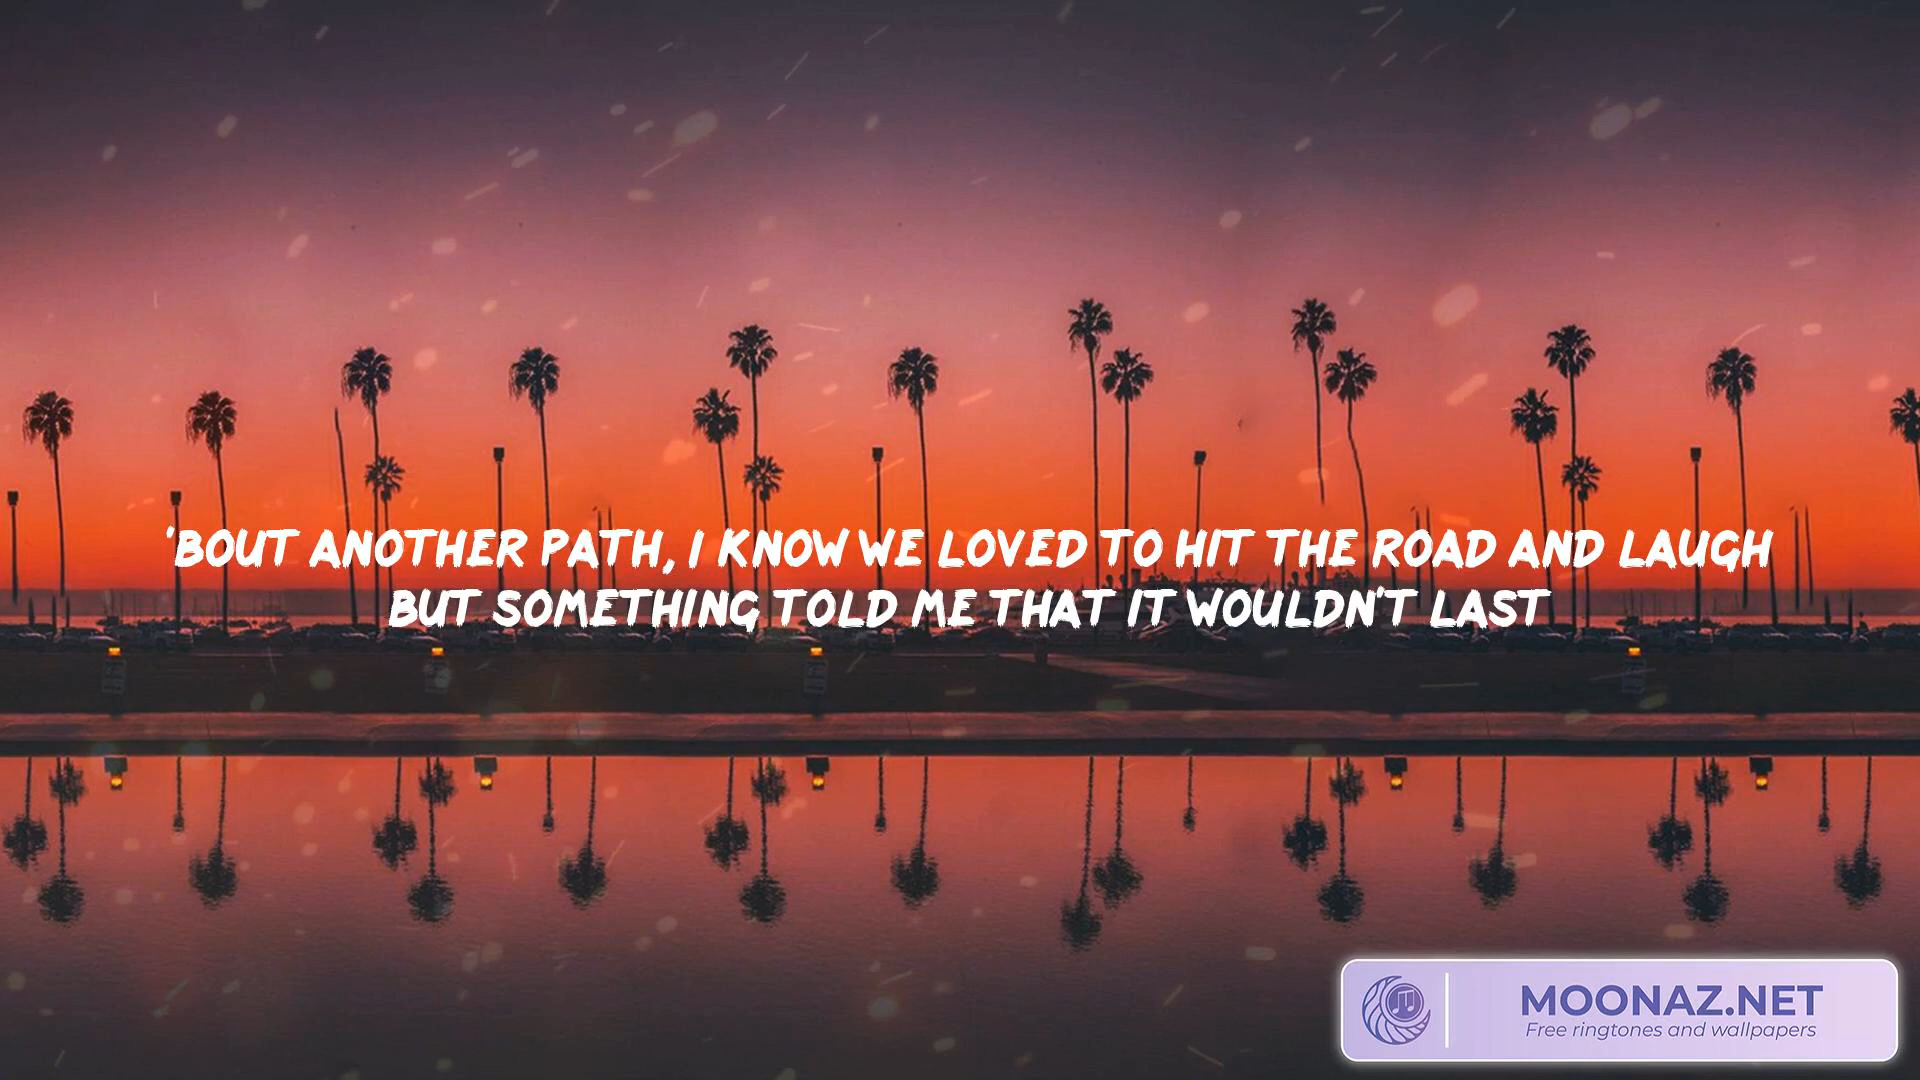 'BOUT ANOTHER PATH, I KNOW WE LOVED TO HIT THE ROAD AND LAUGH
BUT SOMETHING TOLD ME THAT IT WOULDN'T LAST
MOONAZ.NET
Free ringtones and wallpapers